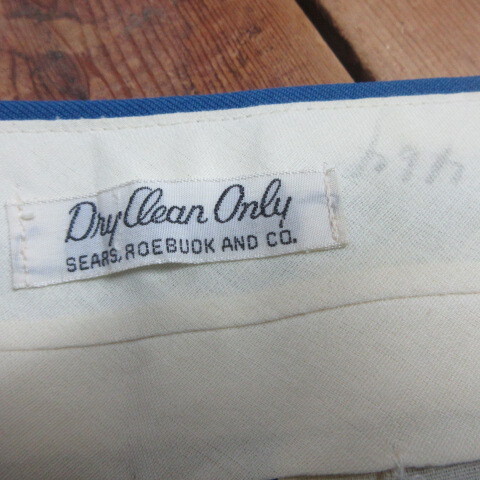 Dry Clean Only
SEARS, ROEBUCK AND CO.